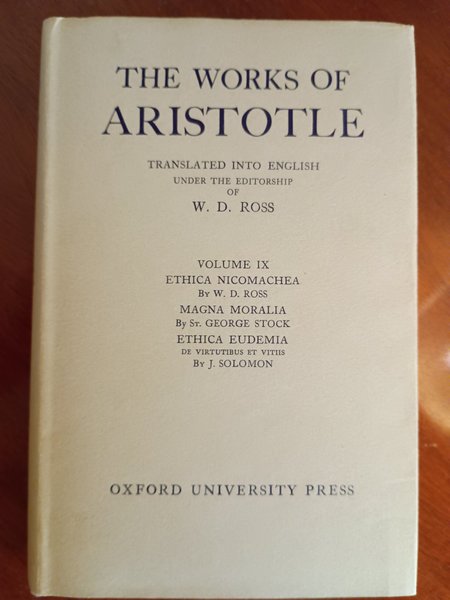 THE WORKS OF
ARISTOTLE
TRANSLATED INTO ENGLISH
UNDER THE EDITORSHIP
OF
W. D. ROSS
VOLUME IX
ETHICA NICOMACHEA
By W. D. ROSS
MAGNA MORALIA
By ST. GEORGE STOCK
ETHICA EUDEMIA
DE VIRTUTIBUS ET VITIIS
By J. SOLOMON
OXFORD UNIVERSITY PRESS